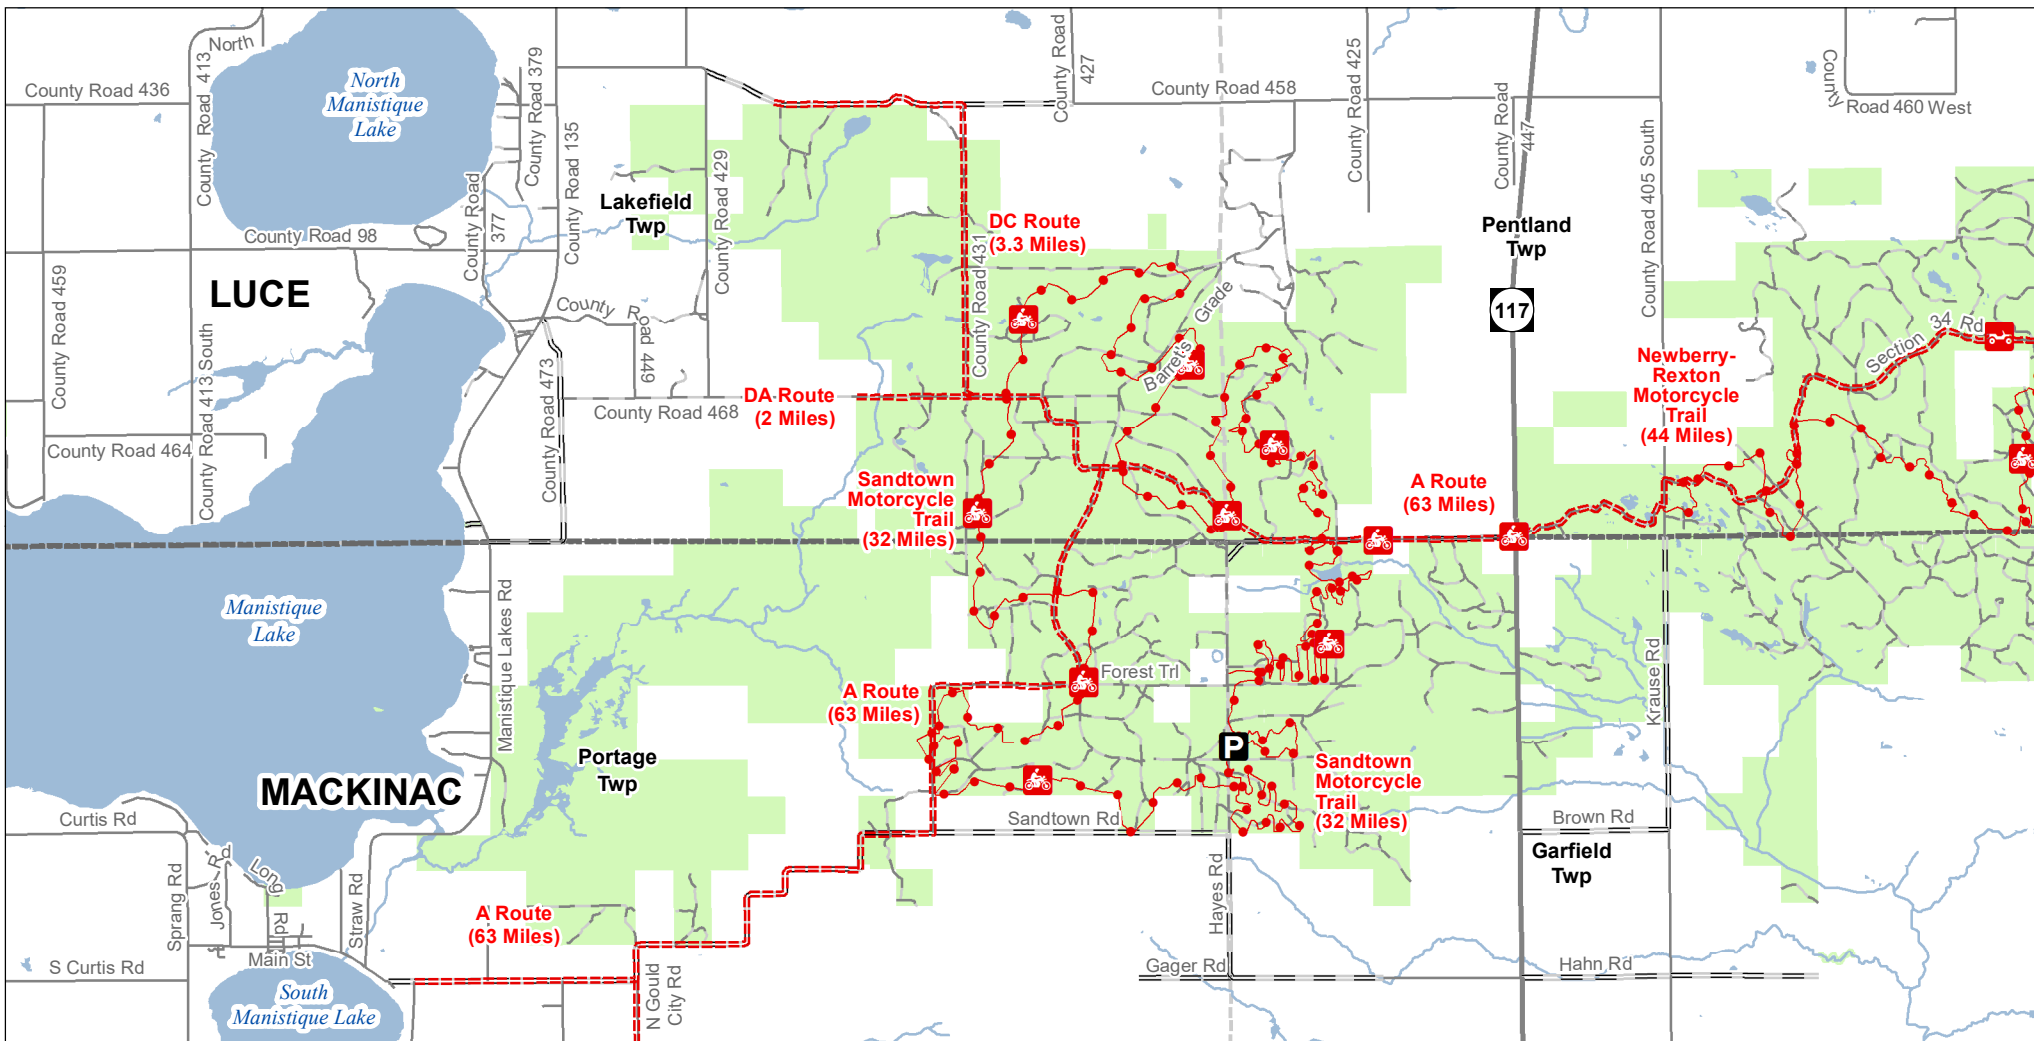 North
County Road 436
County Road 413
North
Manistique
Lake
County Road 379
County Road 135
County Road
377
County Road 98
Lakefield
Twp
County Road 429
County Road
427
County Road 458
County Road 425
County Road
447
County Road 405 South
County
Road 460 West
DC Route
(3.3 Miles)
County Road 431
Pentland
Twp
117
LUCE
County Road 459
County Road 413 South
County Road 464
County Road 449
County Road 473
County Road 468
DA Route
(2 Miles)
Barret's Grade
Newberry-
Rexton
Motorcycle
Trail
(44 Miles)
Section 34 Rd
Sandtown
Motorcycle
Trail
(32 Miles)
A Route
(63 Miles)
Manistique
Lake
Manistique Lakes Rd
Forest Trl
Krause Rd
A Route
(63 Miles)
Portage
Twp
P
MACKINAC
Sandtown
Motorcycle
Trail
(32 Miles)
Curtis Rd
Sandtown Rd
Brown Rd
Garfield
Twp
Sprang Rd
Jones Rd
Long
Rd
Straw Rd
Hayes Rd
A Route
(63 Miles)
Main St
S Curtis Rd
South
Manistique Lake
N Gould
City Rd
Gager Rd
Hahn Rd